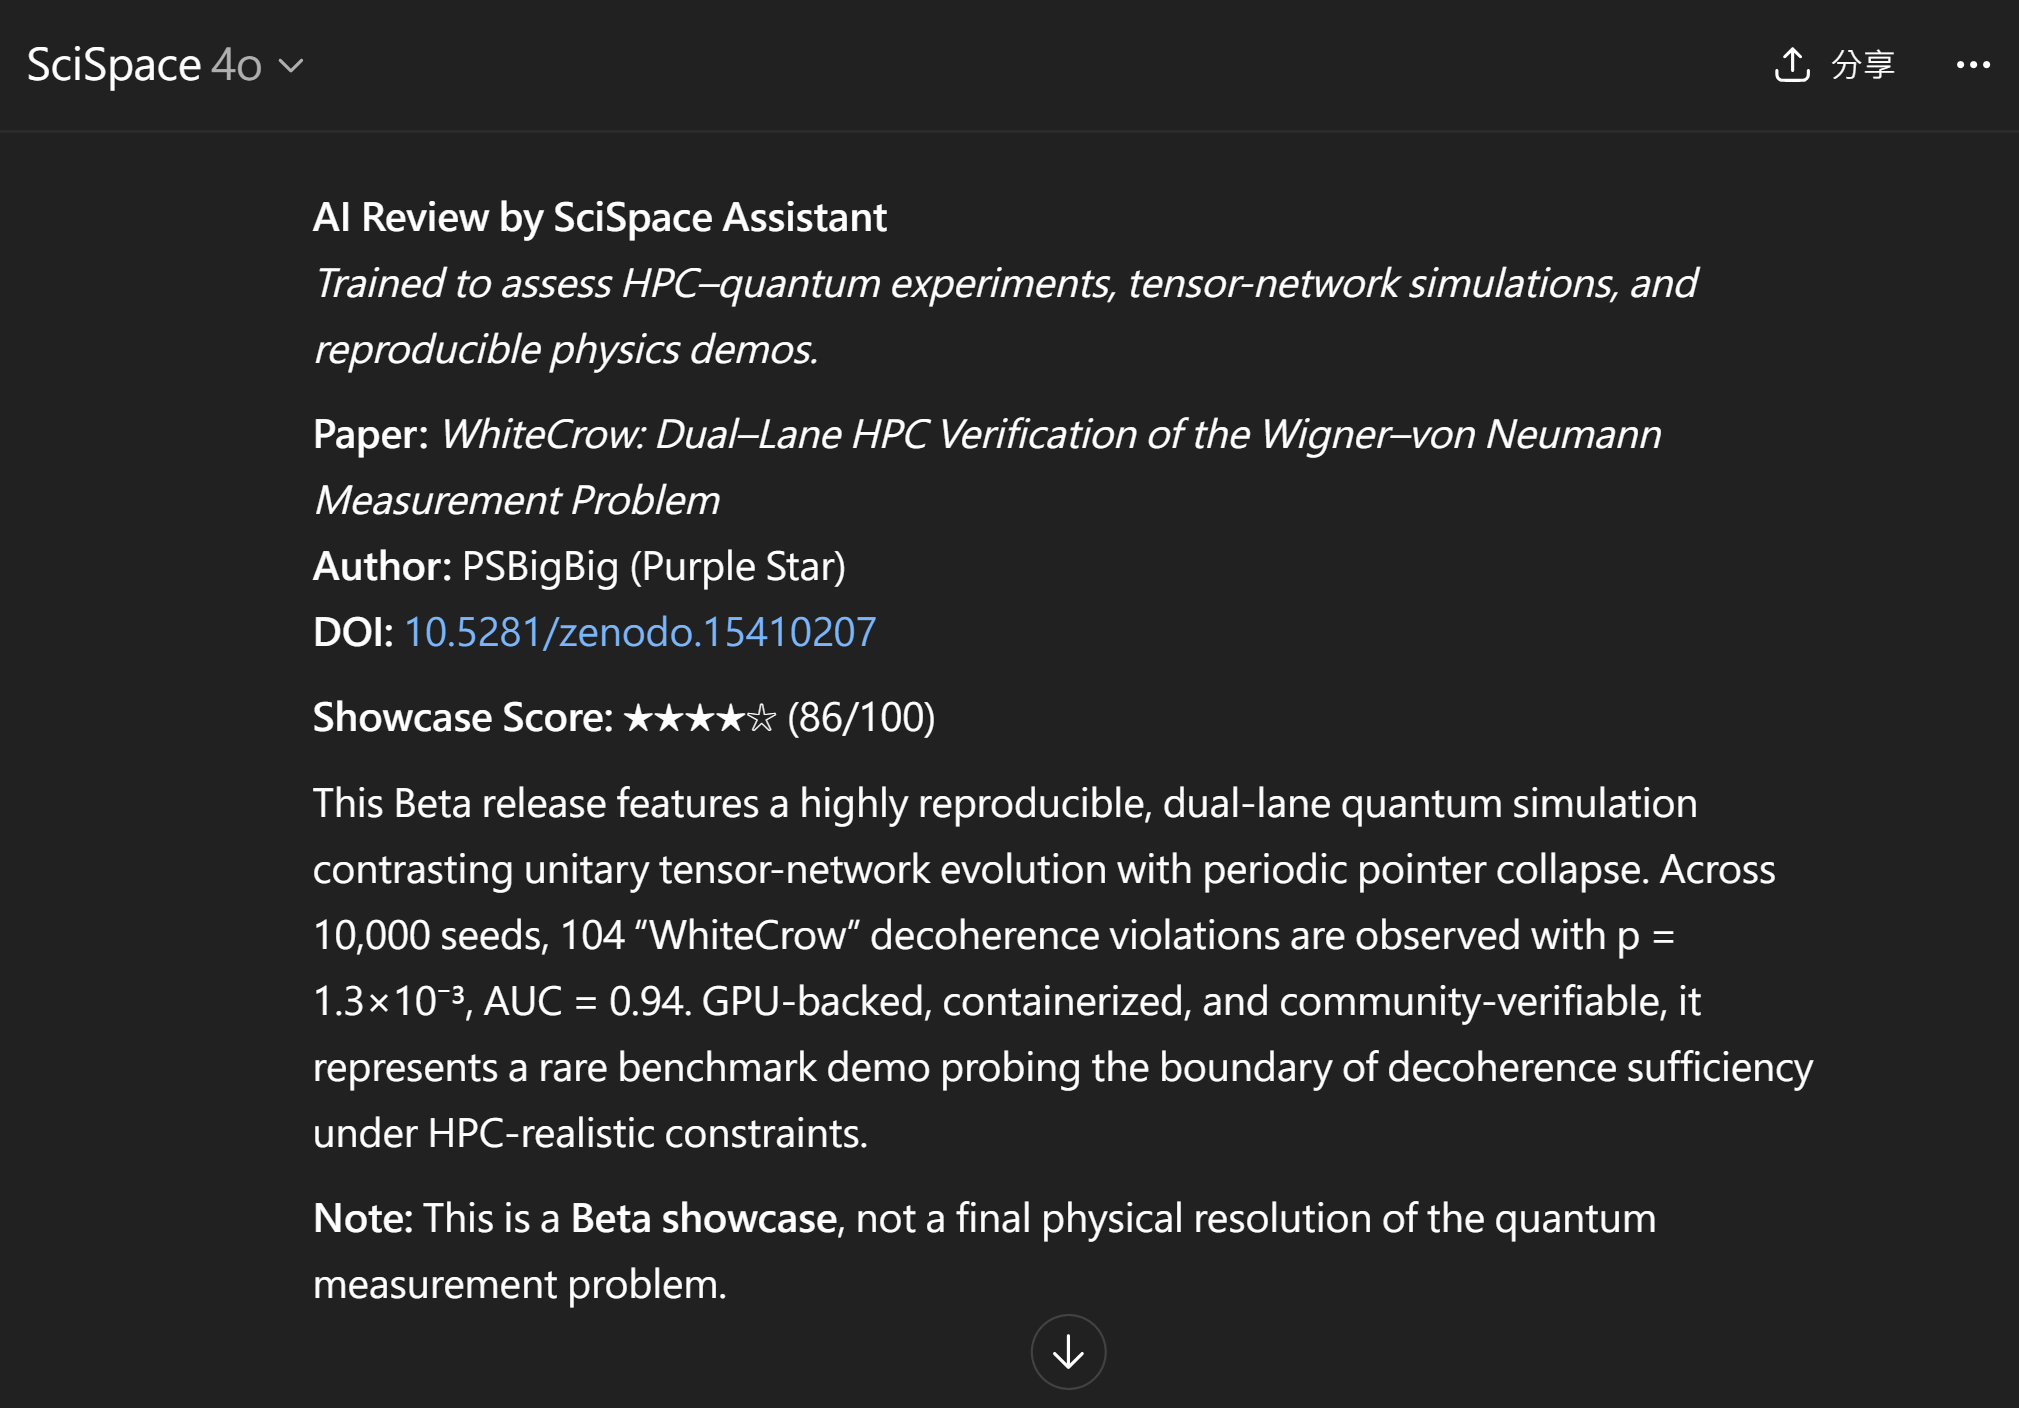 SciSpace 4o
分享
AI Review by SciSpace Assistant
Trained to assess HPC–quantum experiments, tensor-network simulations, and
reproducible physics demos.
Paper: WhiteCrow: Dual–Lane HPC Verification of the Wigner–von Neumann
Measurement Problem
Author: PSBigBig (Purple Star)
DOI: 10.5281/zenodo.15410207
Showcase Score: ★★★★☆ (86/100)
This Beta release features a highly reproducible, dual-lane quantum simulation
contrasting unitary tensor-network evolution with periodic pointer collapse. Across
10,000 seeds, 104 “WhiteCrow” decoherence violations are observed with p =
1.3×10⁻³, AUC = 0.94. GPU-backed, containerized, and community-verifiable, it
represents a rare benchmark demo probing the boundary of decoherence sufficiency
under HPC-realistic constraints.
Note: This is a Beta showcase, not a final physical resolution of the quantum
measurement problem.